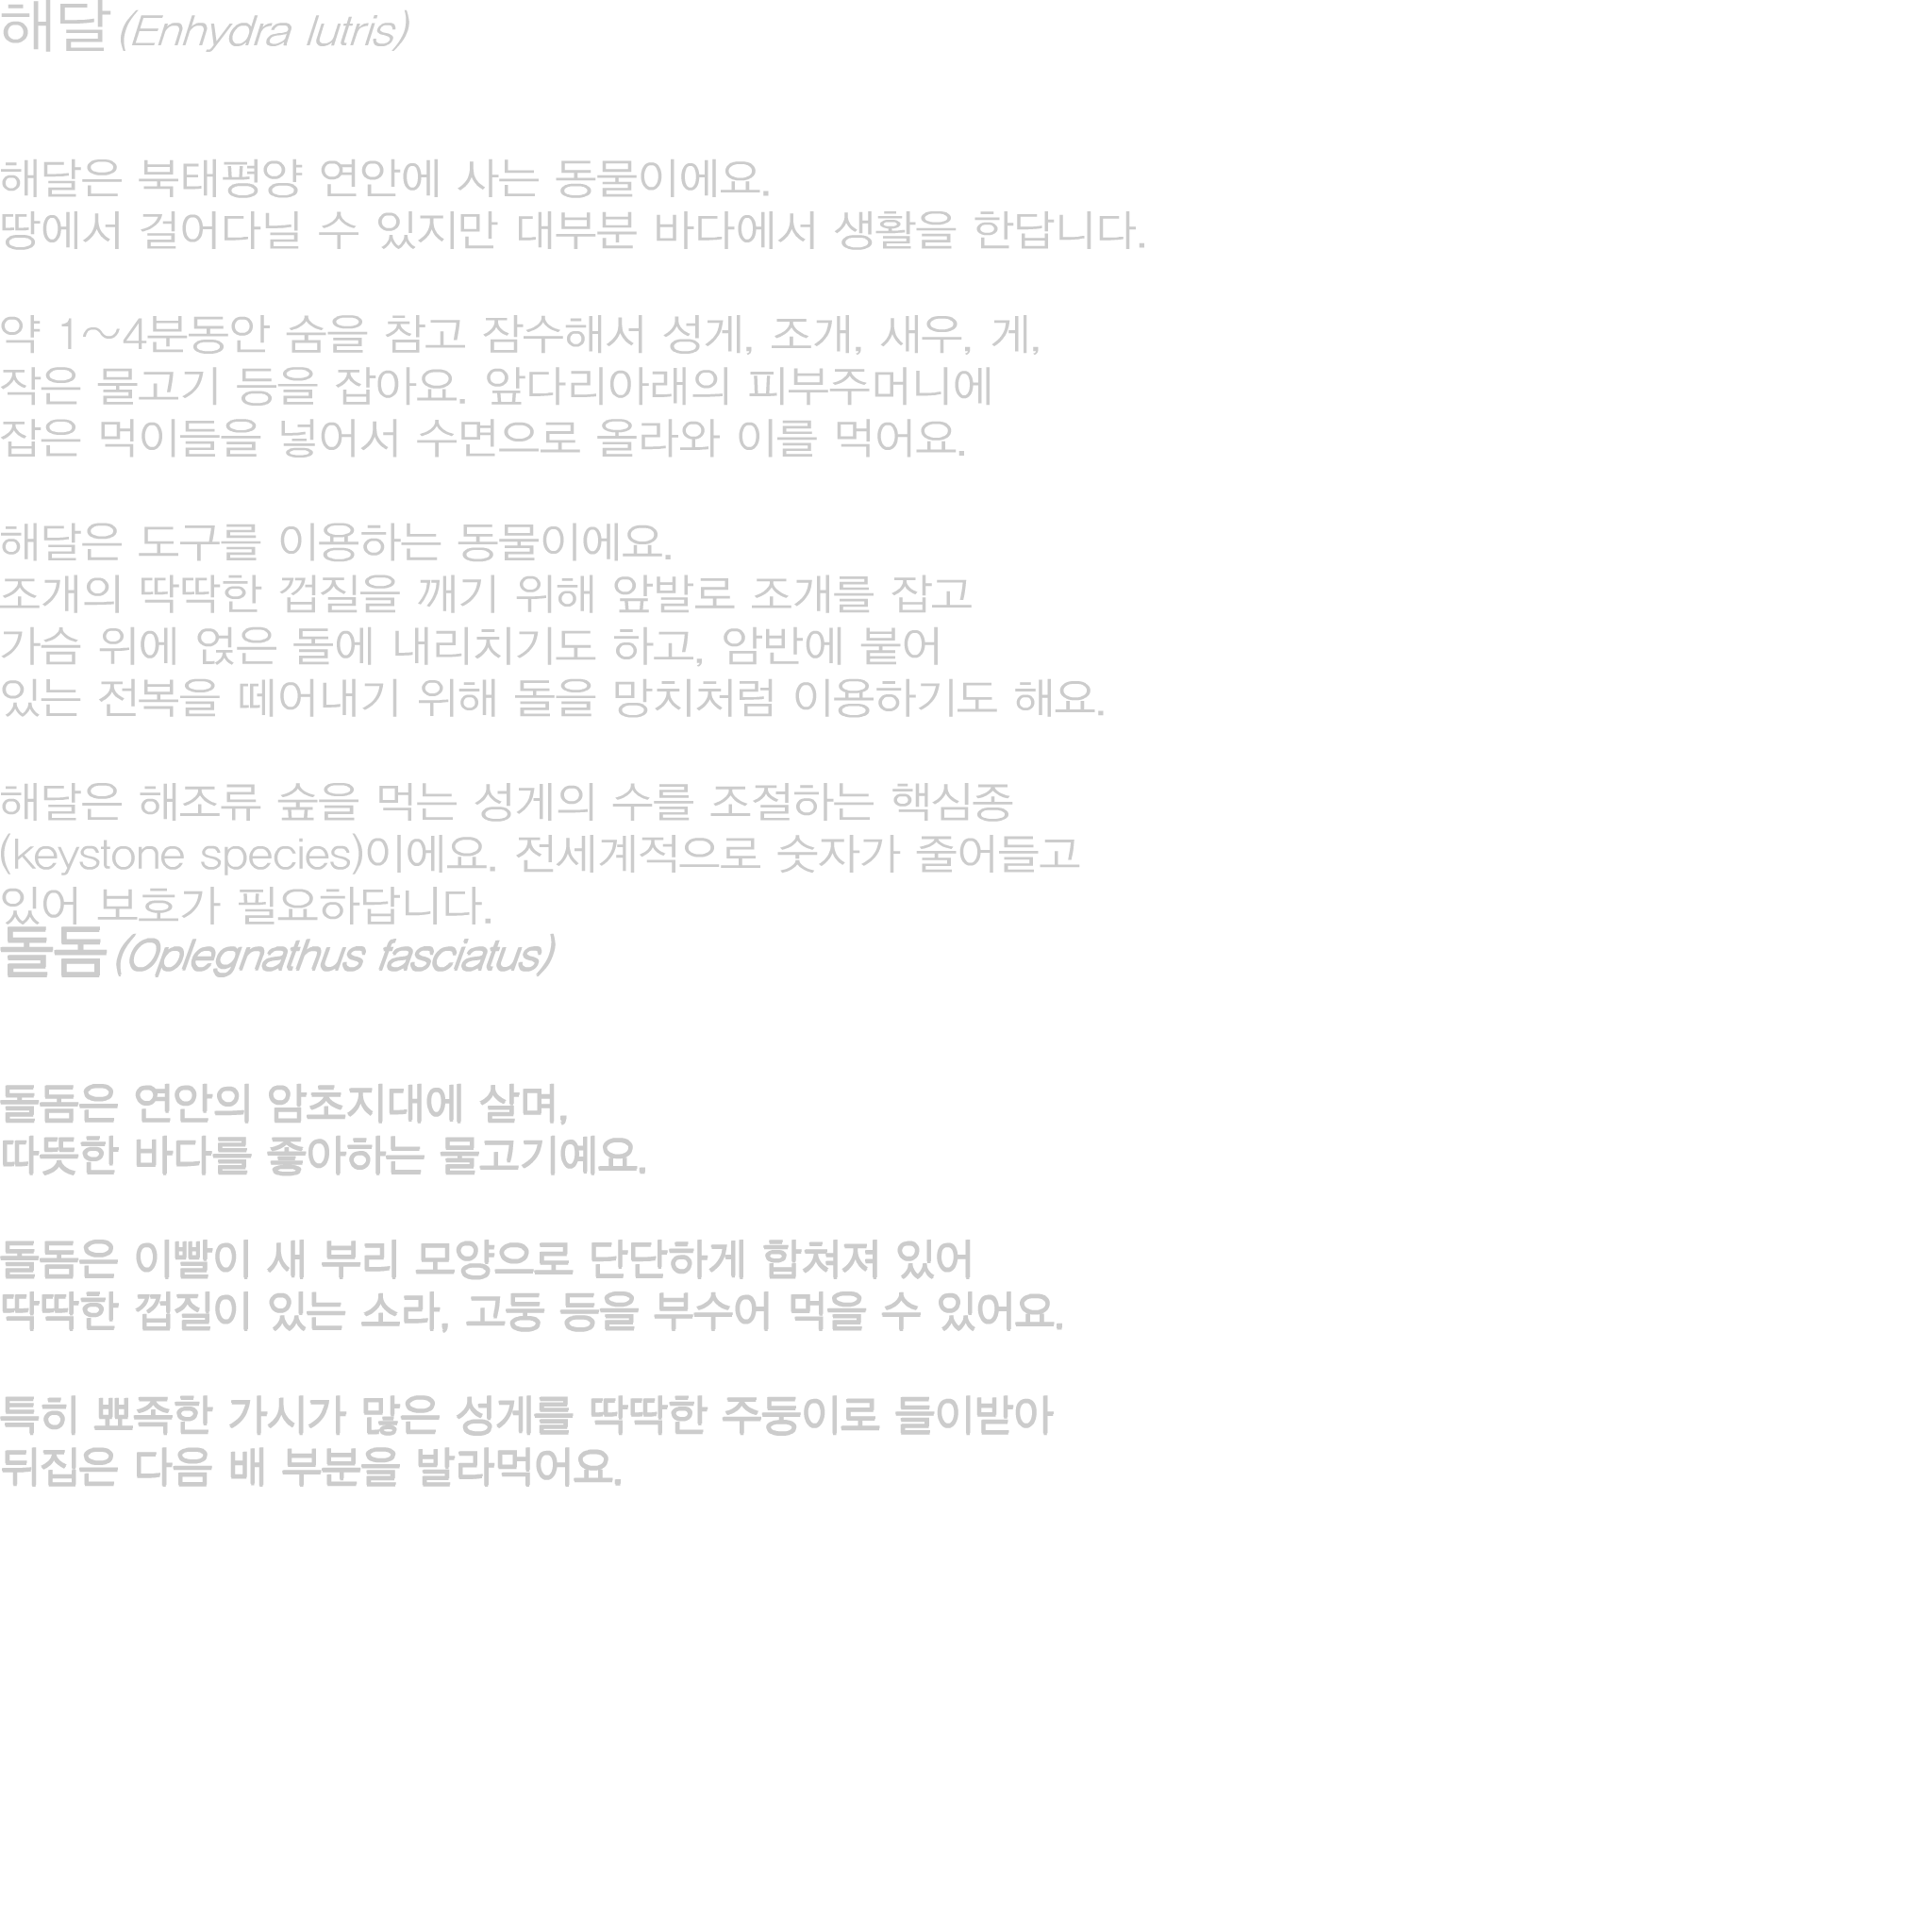 해달 (Enhydra lutris)
해달은 북태평양 연안에 사는 동물이에요.
땅에서 걸어다닐 수 있지만 대부분 바다에서 생활을 한답니다.
약 1~4분동안 숨을 참고 잠수해서 성게, 조개, 새우, 게,
작은 물고기 등을 잡아요. 앞다리아래의 피부주머니에
잡은 먹이들을 넣어서 수면으로 올라와 이를 먹어요.
해달은 도구를 이용하는 동물이에요.
조개의 딱딱한 껍질을 깨기 위해 앞발로 조개를 잡고
가슴 위에 얹은 돌에 내리치기도 하고, 암반에 붙어
있는 전복을 떼어내기 위해 돌을 망치처럼 이용하기도 해요.
해달은 해조류 숲을 먹는 성게의 수를 조절하는 핵심종
(keystone species)이에요. 전세계적으로 숫자가 줄어들고
있어 보호가 필요하답니다.
돌돔 (Oplegnathus fasciatus)
돌돔은 연안의 암초지대에 살며,
따뜻한 바다를 좋아하는 물고기예요.
돌돔은 이빨이 새 부리 모양으로 단단하게 합쳐져 있어
딱딱한 껍질이 있는 소라, 고둥 등을 부수어 먹을 수 있어요.
특히 뾰족한 가시가 많은 성게를 딱딱한 주둥이로 들이받아
뒤집은 다음 배 부분을 발라먹어요.